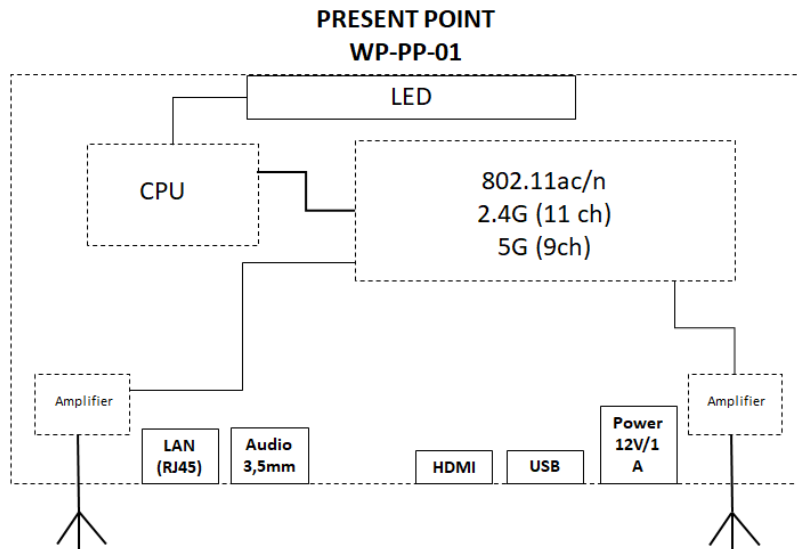 PRESENT POINT
WP-PP-01
LED
CPU
802.11ac/n
2.4G (11 ch)
5G (9ch)
Amplifier
LAN
(RJ45)
Audio
3,5mm
HDMI
USB
Power
12V/1
A
Amplifier